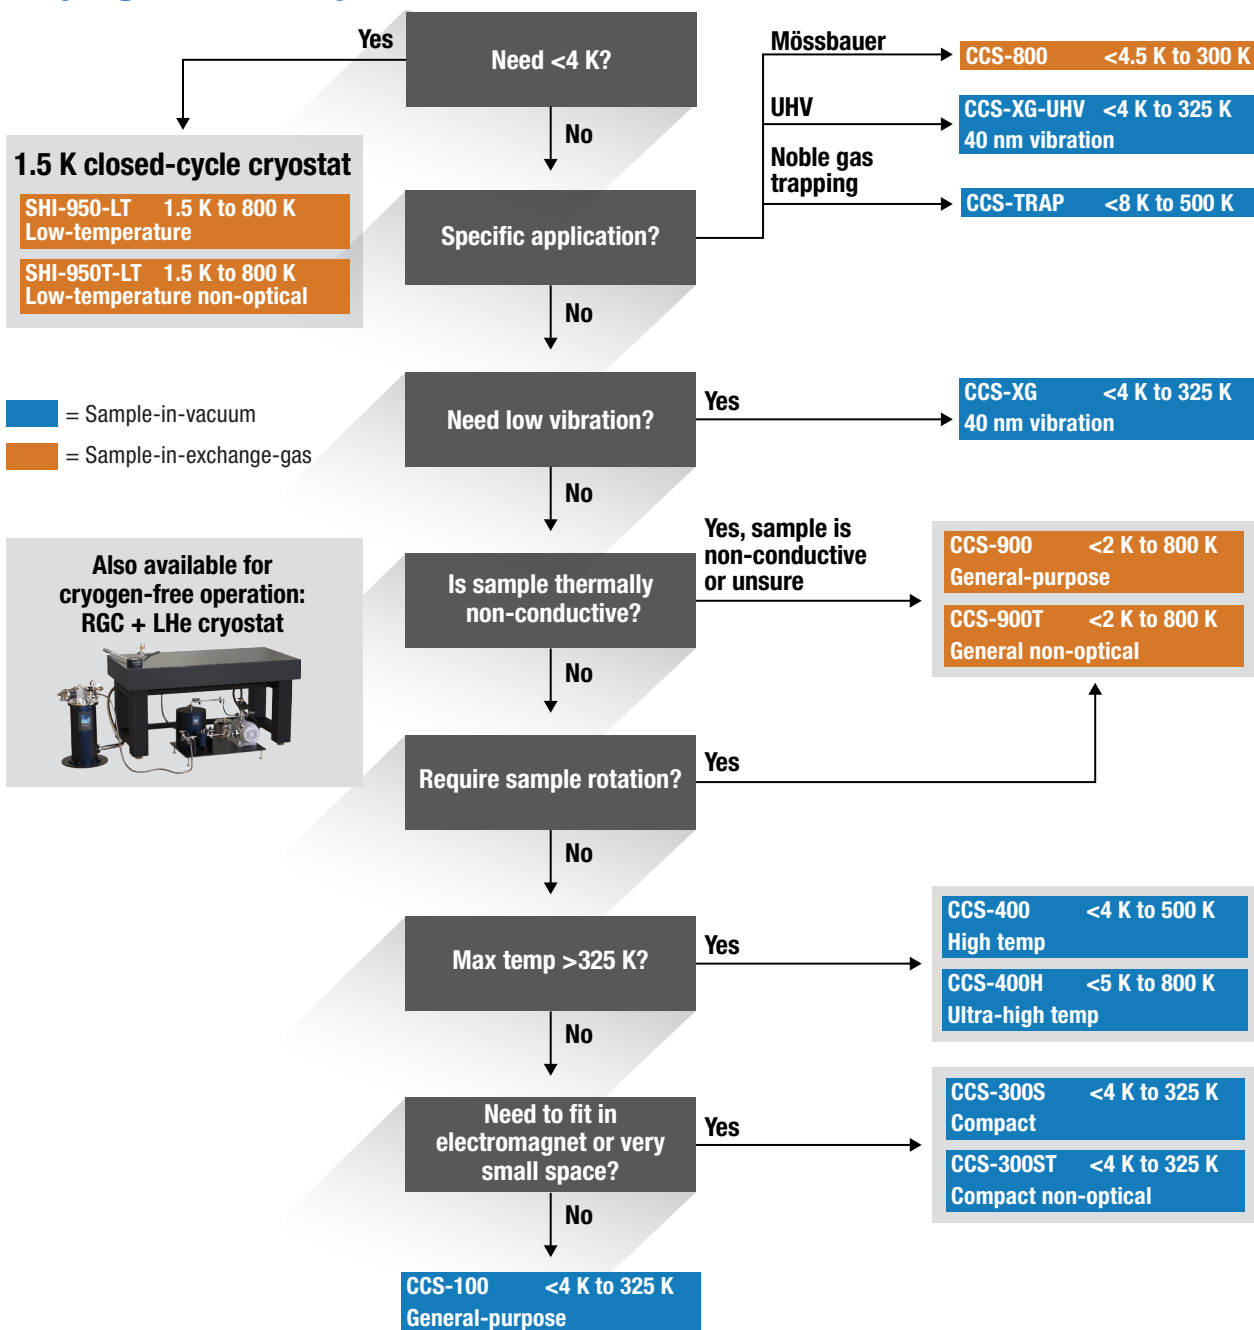 Need <4 K?
Yes
No
1.5 K closed-cycle cryostat
SHI-950-LT 1.5 K to 800 K
Low-temperature
SHI-950T-LT 1.5 K to 800 K
Low-temperature non-optical
Specific application?
Mössbauer
CCS-800 <4.5 K to 300 K
UHV
CCS-XG-UHV <4 K to 325 K
40 nm vibration
Noble gas
trapping
CCS-TRAP <8 K to 500 K
No
= Sample-in-vacuum
= Sample-in-exchange-gas
Need low vibration?
Yes
CCS-XG <4 K to 325 K
40 nm vibration
No
Also available for
cryogen-free operation:
RGC + LHe cryostat
Is sample thermally
non-conductive?
Yes, sample is
non-conductive
or unsure
CCS-900 <2 K to 800 K
General-purpose
CCS-900T <2 K to 800 K
General non-optical
No
Require sample rotation?
Yes
No
Max temp >325 K?
Yes
CCS-400 <4 K to 500 K
High temp
CCS-400H <5 K to 800 K
Ultra-high temp
No
Need to fit in
electromagnet or very
small space?
Yes
CCS-300S <4 K to 325 K
Compact
CCS-300ST <4 K to 325 K
Compact non-optical
No
CCS-100 <4 K to 325 K
General-purpose